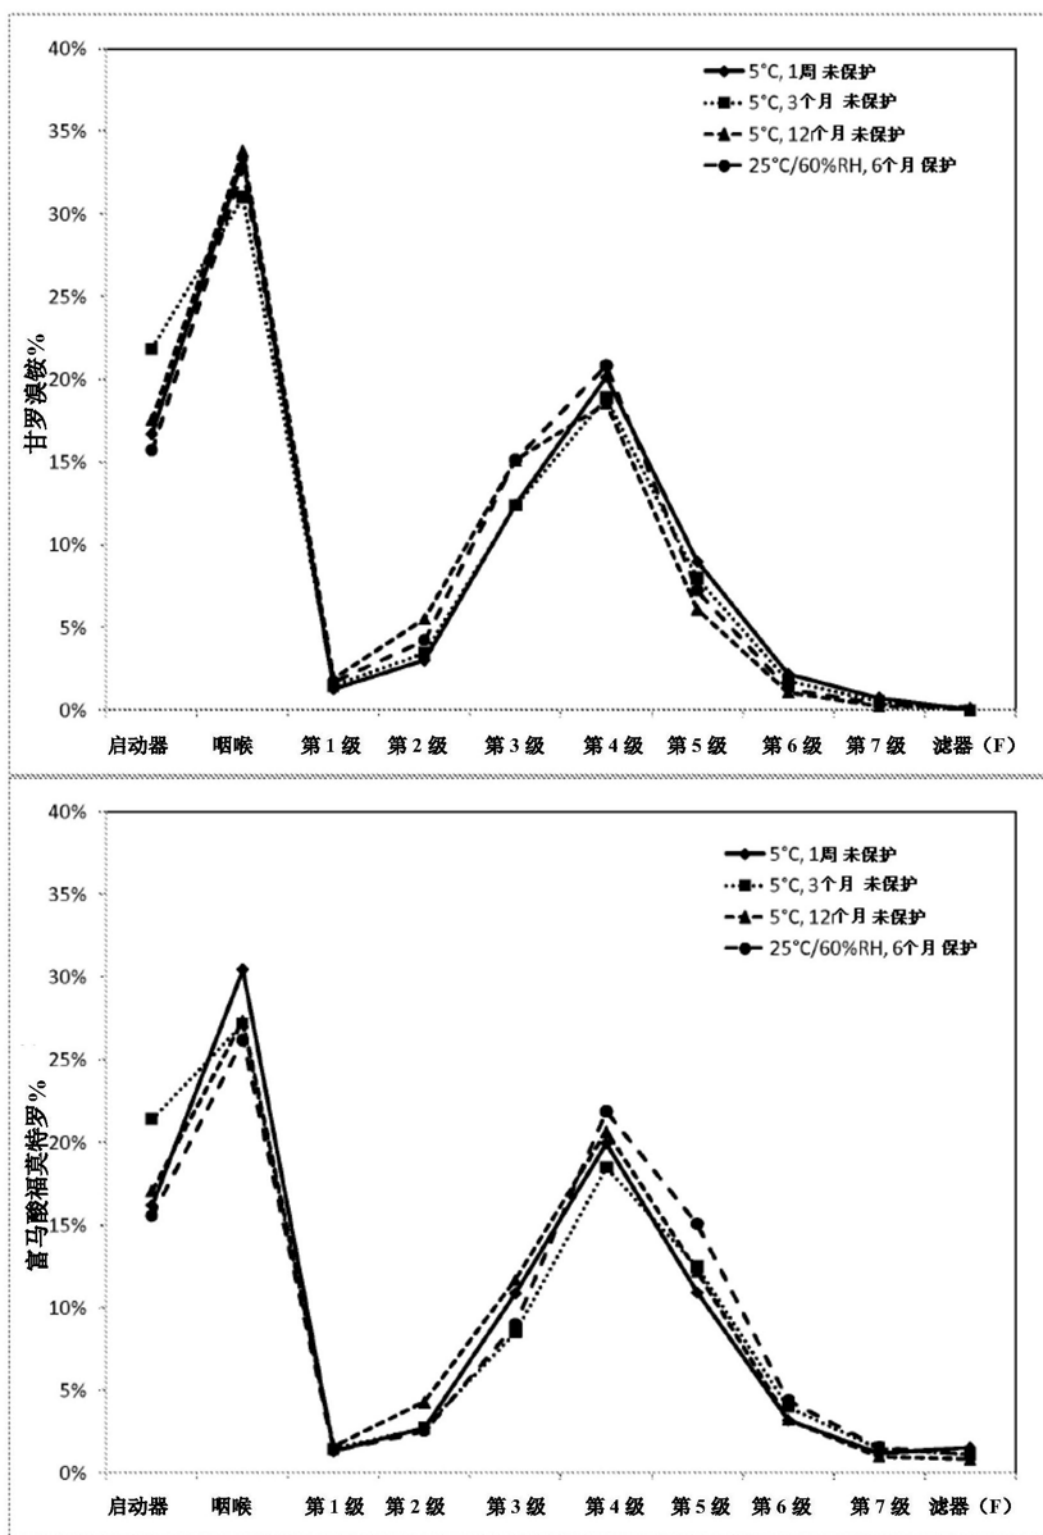 40%
35%
30%
25%
20%
15%
10%
5%
0%
甘罗溴铵%
5°C, 1周 未保护
5°C, 3个月 未保护
5°C, 12个月 未保护
25°C/60%RH, 6个月 保护
启动器 咽喉 第 1 级 第 2 级 第 3 级 第 4 级 第 5 级 第 6 级 第 7 级 滤器（F）
40%
35%
30%
25%
20%
15%
10%
5%
0%
富马酸福莫特罗%
5°C, 1周 未保护
5°C, 3个月 未保护
5°C, 12个月 未保护
25°C/60%RH, 6个月 保护
启动器 咽喉 第 1 级 第 2 级 第 3 级 第 4 级 第 5 级 第 6 级 第 7 级 滤器（F）